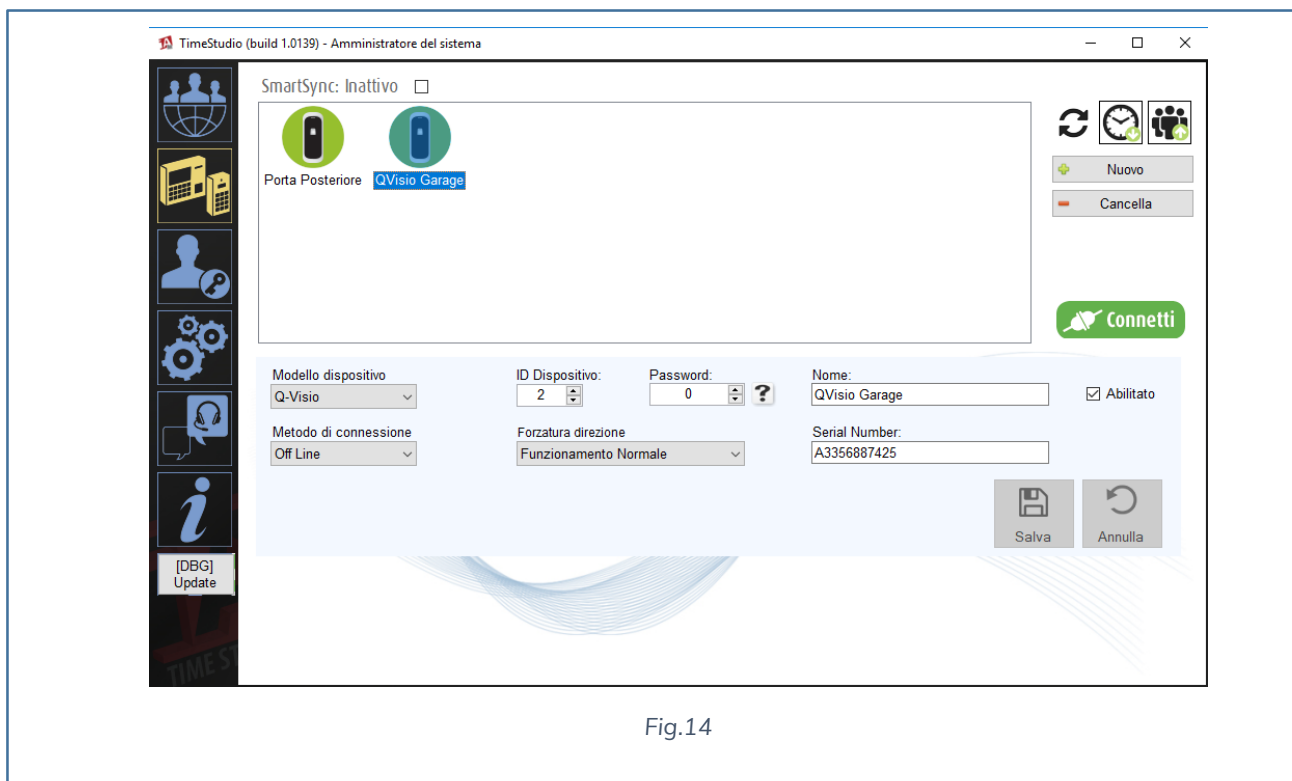 TimeStudio (build 1.0139) - Amministratore del sistema
SmartSync: Inattivo
Porta Posteriore
QVisio Garage
Nuovo
Cancella
Connetti
Modello dispositivo
ID Dispositivo:
Password:
Nome:
Q-Visio
2
0
?
QVisio Garage
Abilitato
Metodo di connessione
Forzatura direzione
Serial Number:
Off Line
Funzionamento Normale
A3356887425
Salva
Annulla
[DBG]
Update
TIME ST
Fig.14